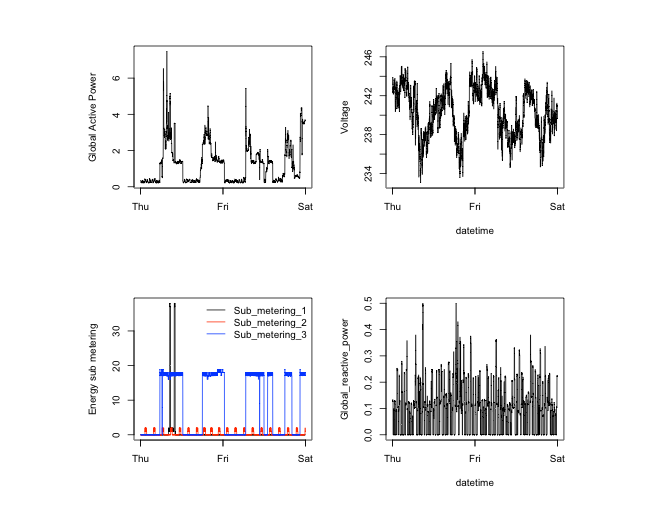 Global Active Power
6
4
2
0
Thu Fri Sat
Voltage
246
242
238
234
Thu Fri Sat
datetime
Energy sub metering
30
20
10
0
Sub_metering_1
Sub_metering_2
Sub_metering_3
Thu Fri Sat
Global_reactive_power
0.5
0.4
0.3
0.2
0.1
0.0
Thu Fri Sat
datetime